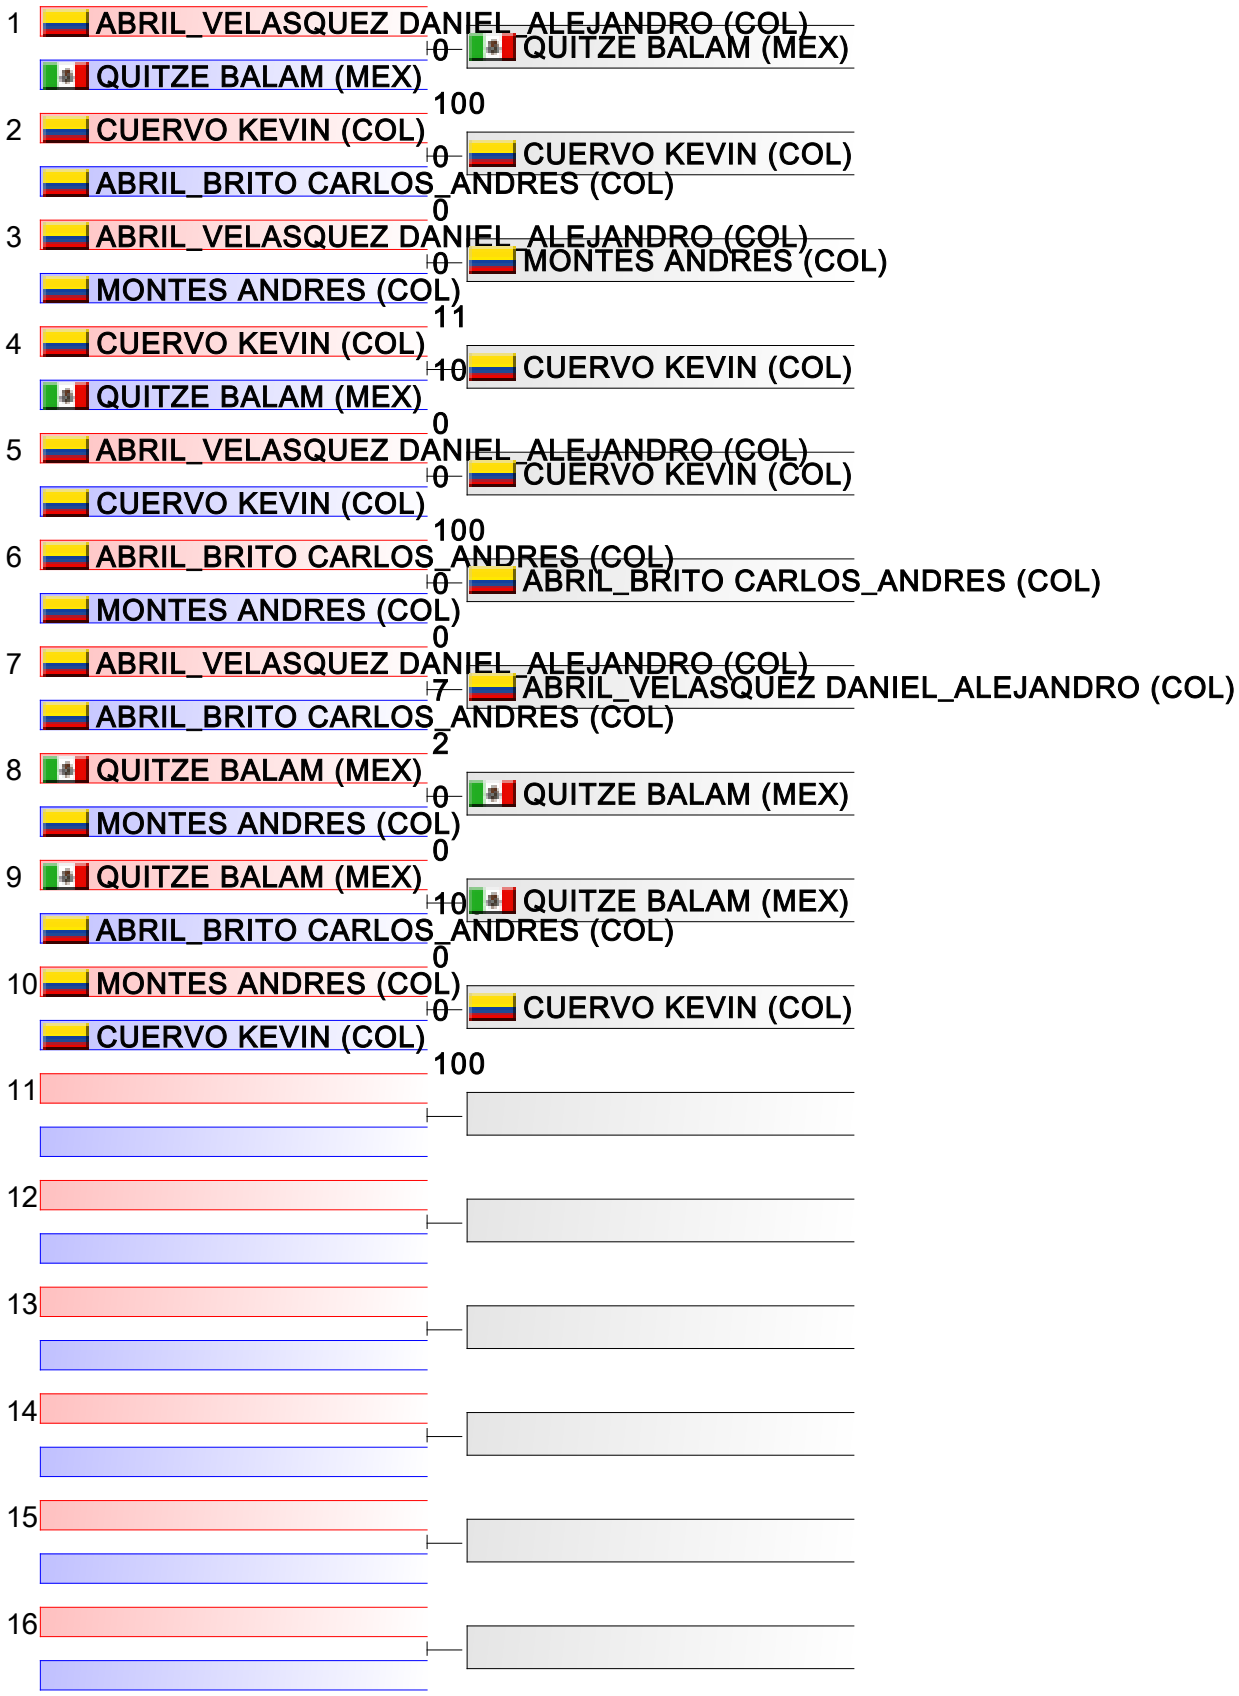 1 ABRIL_VELASQUEZ DANIEL_ALEJANDRO (COL)
0 QUITZE BALAM (MEX)
QUITZE BALAM (MEX)
100
2 CUERVO KEVIN (COL)
0 CUERVO KEVIN (COL)
ABRIL_BRITO CARLOS_ANDRES (COL)
0
3 ABRIL_VELASQUEZ DANIEL_ALEJANDRO (COL)
0 MONTES ANDRES (COL)
MONTES ANDRES (COL)
11
4 CUERVO KEVIN (COL)
10 CUERVO KEVIN (COL)
QUITZE BALAM (MEX)
0
5 ABRIL_VELASQUEZ DANIEL_ALEJANDRO (COL)
0 CUERVO KEVIN (COL)
CUERVO KEVIN (COL)
100
6 ABRIL_BRITO CARLOS_ANDRES (COL)
0 ABRIL_BRITO CARLOS_ANDRES (COL)
MONTES ANDRES (COL)
0
7 ABRIL_VELASQUEZ DANIEL_ALEJANDRO (COL)
7 ABRIL_VELASQUEZ DANIEL_ALEJANDRO (COL)
ABRIL_BRITO CARLOS_ANDRES (COL)
2
8 QUITZE BALAM (MEX)
0 QUITZE BALAM (MEX)
MONTES ANDRES (COL)
0
9 QUITZE BALAM (MEX)
QUITZE BALAM (MEX)
ABRIL_BRITO CARLOS_ANDRES (COL)
0
10 MONTES ANDRES (COL)
0 CUERVO KEVIN (COL)
CUERVO KEVIN (COL)
100
11
12
13
14
15
16